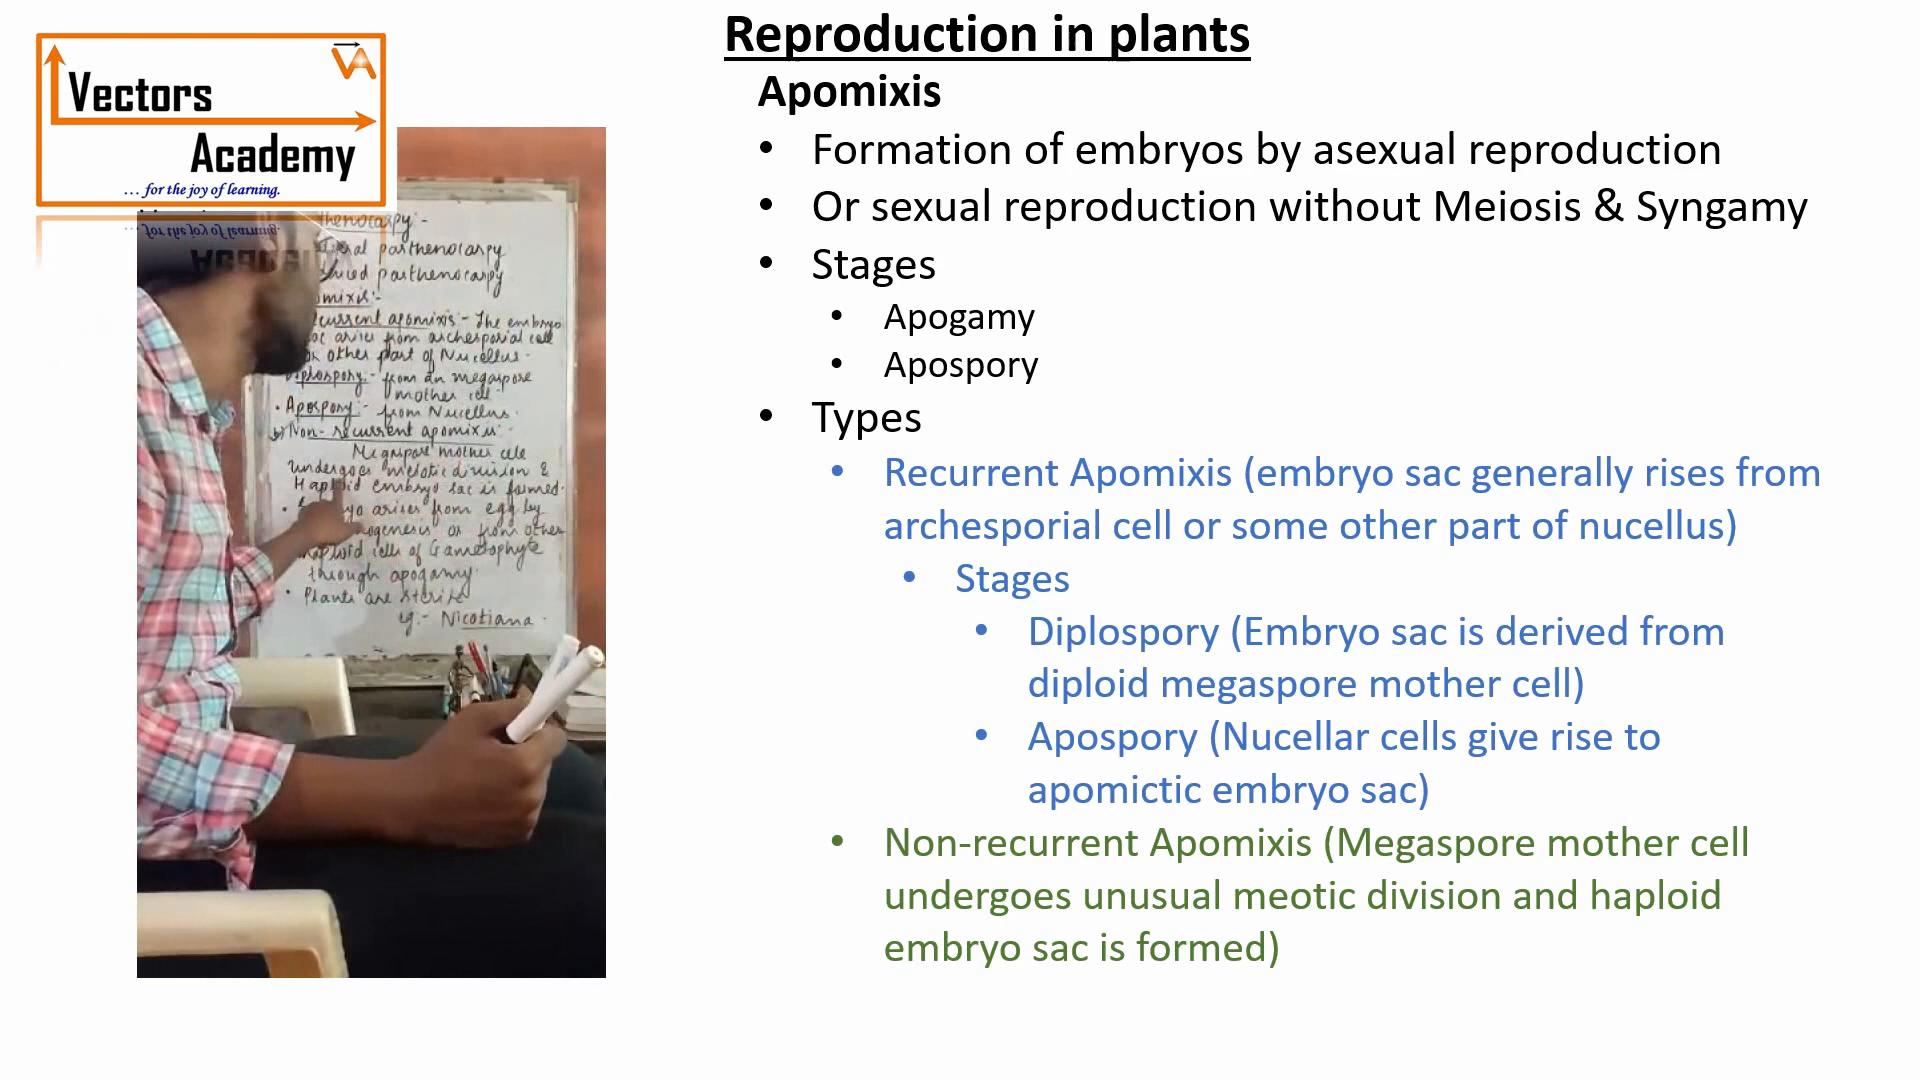 Reproduction in plants
Vectors
Academy
... for the joy of learning.
Apomixis
• Formation of embryos by asexual reproduction
• Or sexual reproduction without Meiosis & Syngamy
• Stages
• Apogamy
• Apospory
• Types
• Recurrent Apomixis (embryo sac generally rises from
archesporial cell or some other part of nucellus)
• Stages
• Diplospory (Embryo sac is derived from
diploid megaspore mother cell)
• Apospory (Nucellar cells give rise to
apomictic embryo sac)
• Non-recurrent Apomixis (Megaspore mother cell
undergoes unusual meotic division and haploid
embryo sac is formed)
parthenocarpy
parthenocarpy
apomixis:- The embryo
arises from archesporial cell
other part of Nucellus.
:- from an megaspore
mother cell
• Apospory:- from Nucellus.
b) Non-recurrent apomixis:-
Megaspore mother cell
undergoes meiotic division &
Haploid embryo sac is formed.
arises from egg by
or from other
Haploid cells of Gametophyte
through apogamy.
• Plants are sterile
eg:- Nicotiana.